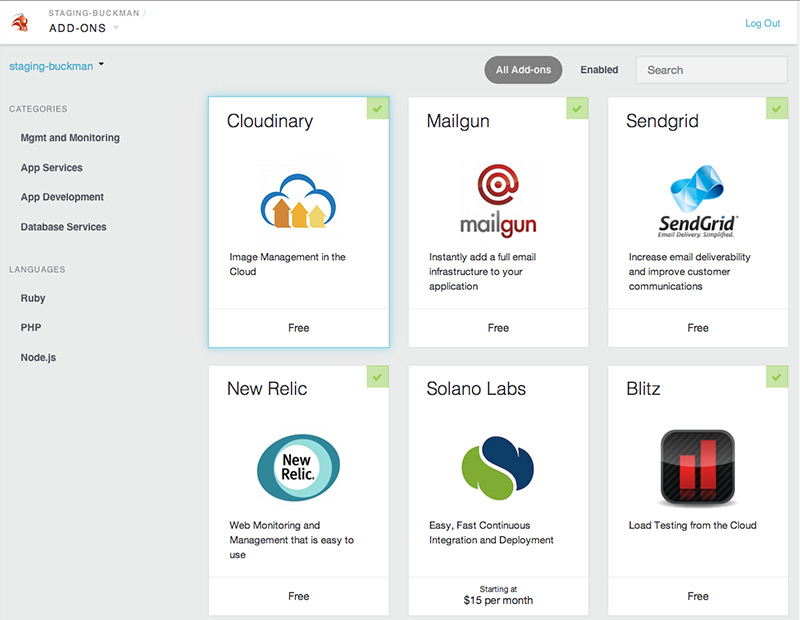 STAGING-BUCKMAN /
ADD-ONS
Log Out
staging-buckman
All Add-ons
Enabled
Search
CATEGORIES
Mgmt and Monitoring
App Services
App Development
Database Services
LANGUAGES
Ruby
PHP
Node.js
Cloudinary
Image Management in the
Cloud
Free
Mailgun
mailgun
Instantly add a full email
infrastructure to your
application
Free
Sendgrid
SendGrid
Email Delivery. Simplified.
Increase email deliverability
and improve customer
communications
Free
New Relic
New
Relic.
Web Monitoring and
Management that is easy to
use
Free
Solano Labs
Easy, Fast Continuous
Integration and Deployment
Starting at
$15 per month
Blitz
Load Testing from the Cloud
Free